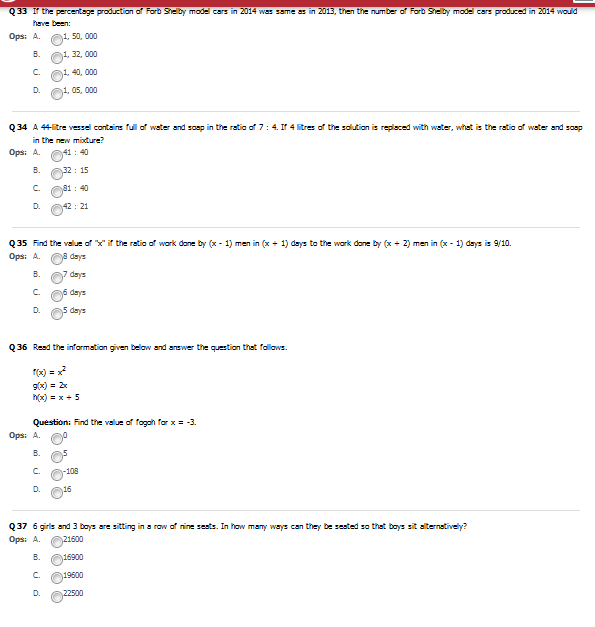 Q 33 If the percentage production of Forb Shelby model cars in 2014 was same as in 2013, then the number of Forb Shelby model cars produced in 2014 would
have been:
Ops: A. 1, 50, 000
B. 1, 32, 000
C. 1, 40, 000
D. 1, 05, 000
Q 34 A 44-litre vessel contains full of water and soap in the ratio of 7 : 4. If 4 litres of the solution is replaced with water, what is the ratio of water and soap
in the new mixture?
Ops: A. 41 : 40
B. 32 : 15
C. 81 : 40
D. 42 : 21
Q 35 Find the value of "x" if the ratio of work done by (x - 1) men in (x + 1) days to the work done by (x + 2) men in (x - 1) days is 9/10.
Ops: A. 8 days
B. 7 days
C. 6 days
D. 5 days
Q 36 Read the information given below and answer the question that follows.
f(x) = x²
g(x) = 2x
h(x) = x + 5
Question: Find the value of fogoh for x = -3.
Ops: A. 0
B. 5
C. -108
D. 16
Q 37 6 girls and 3 boys are sitting in a row of nine seats. In how many ways can they be seated so that boys sit alternatively?
Ops: A. 21600
B. 16900
C. 19600
D. 22500